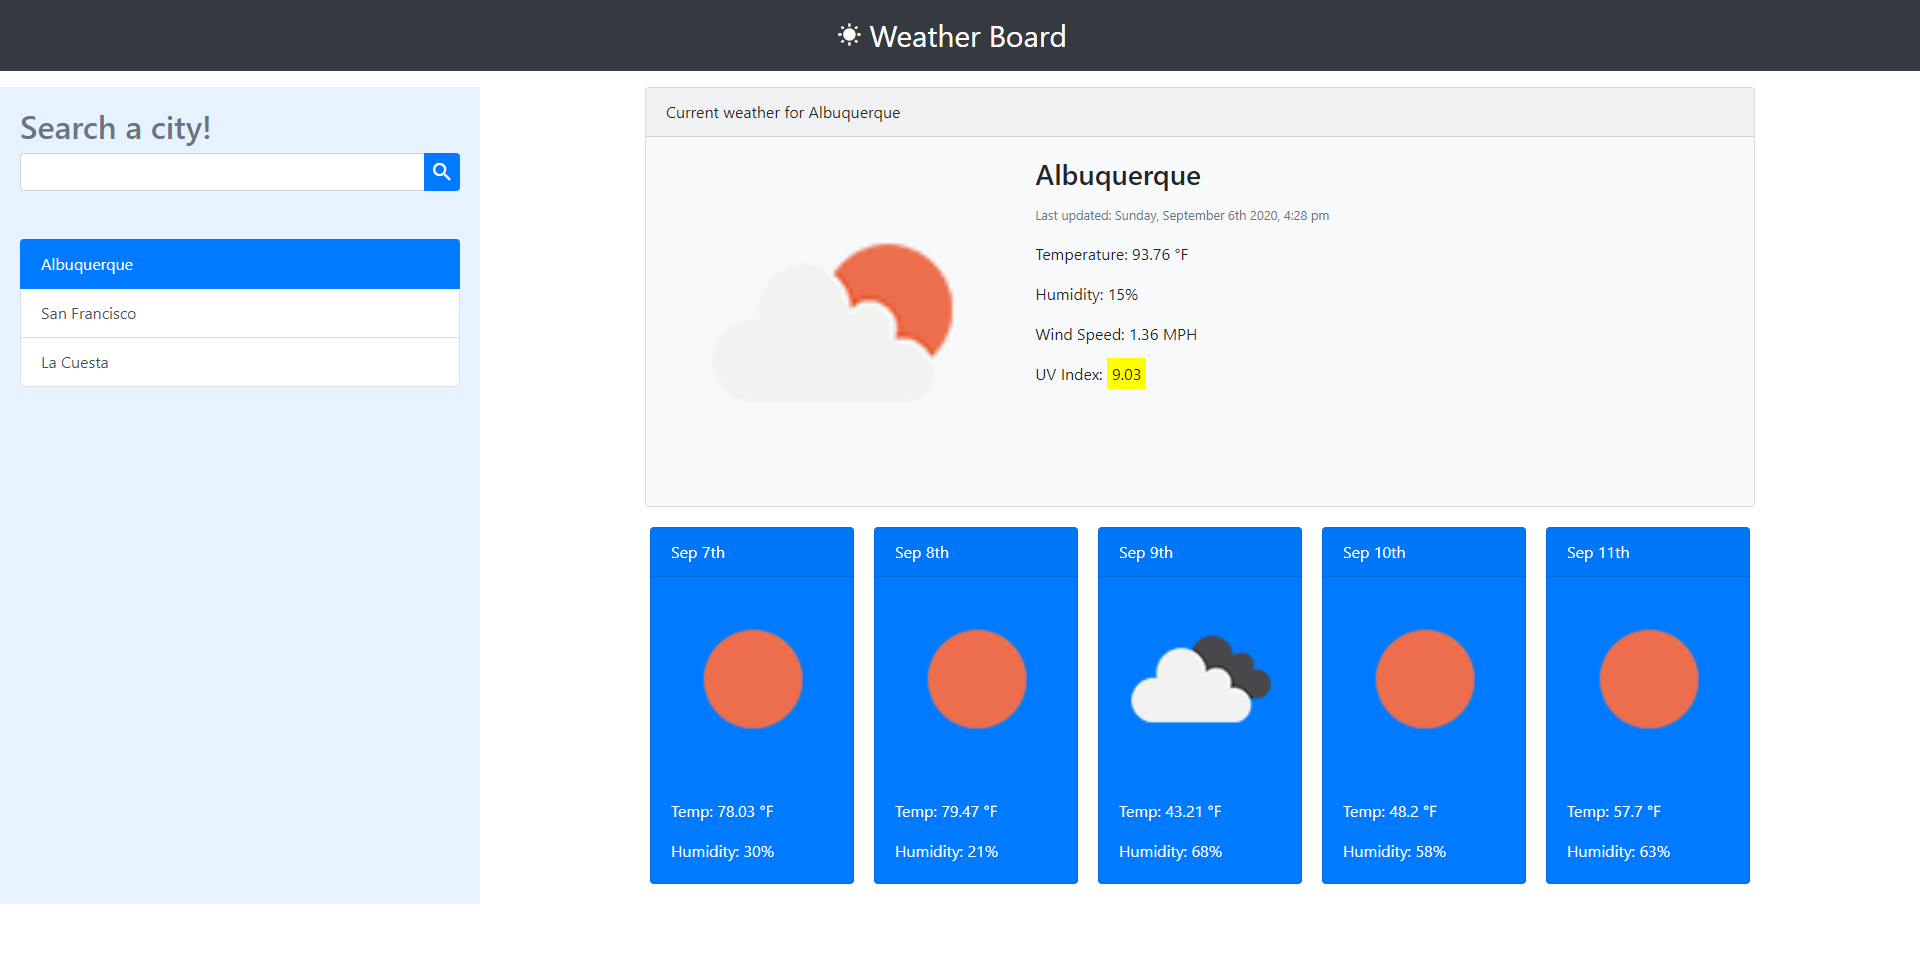 Weather Board
Search a city!
Albuquerque
San Francisco
La Cuesta
Current weather for Albuquerque
Albuquerque
Last updated: Sunday, September 6th 2020, 4:28 pm
Temperature: 93.76 °F
Humidity: 15%
Wind Speed: 1.36 MPH
UV Index: 9.03
Sep 7th
Temp: 78.03 °F
Humidity: 30%
Sep 8th
Temp: 79.47 °F
Humidity: 21%
Sep 9th
Temp: 43.21 °F
Humidity: 68%
Sep 10th
Temp: 48.2 °F
Humidity: 58%
Sep 11th
Temp: 57.7 °F
Humidity: 63%